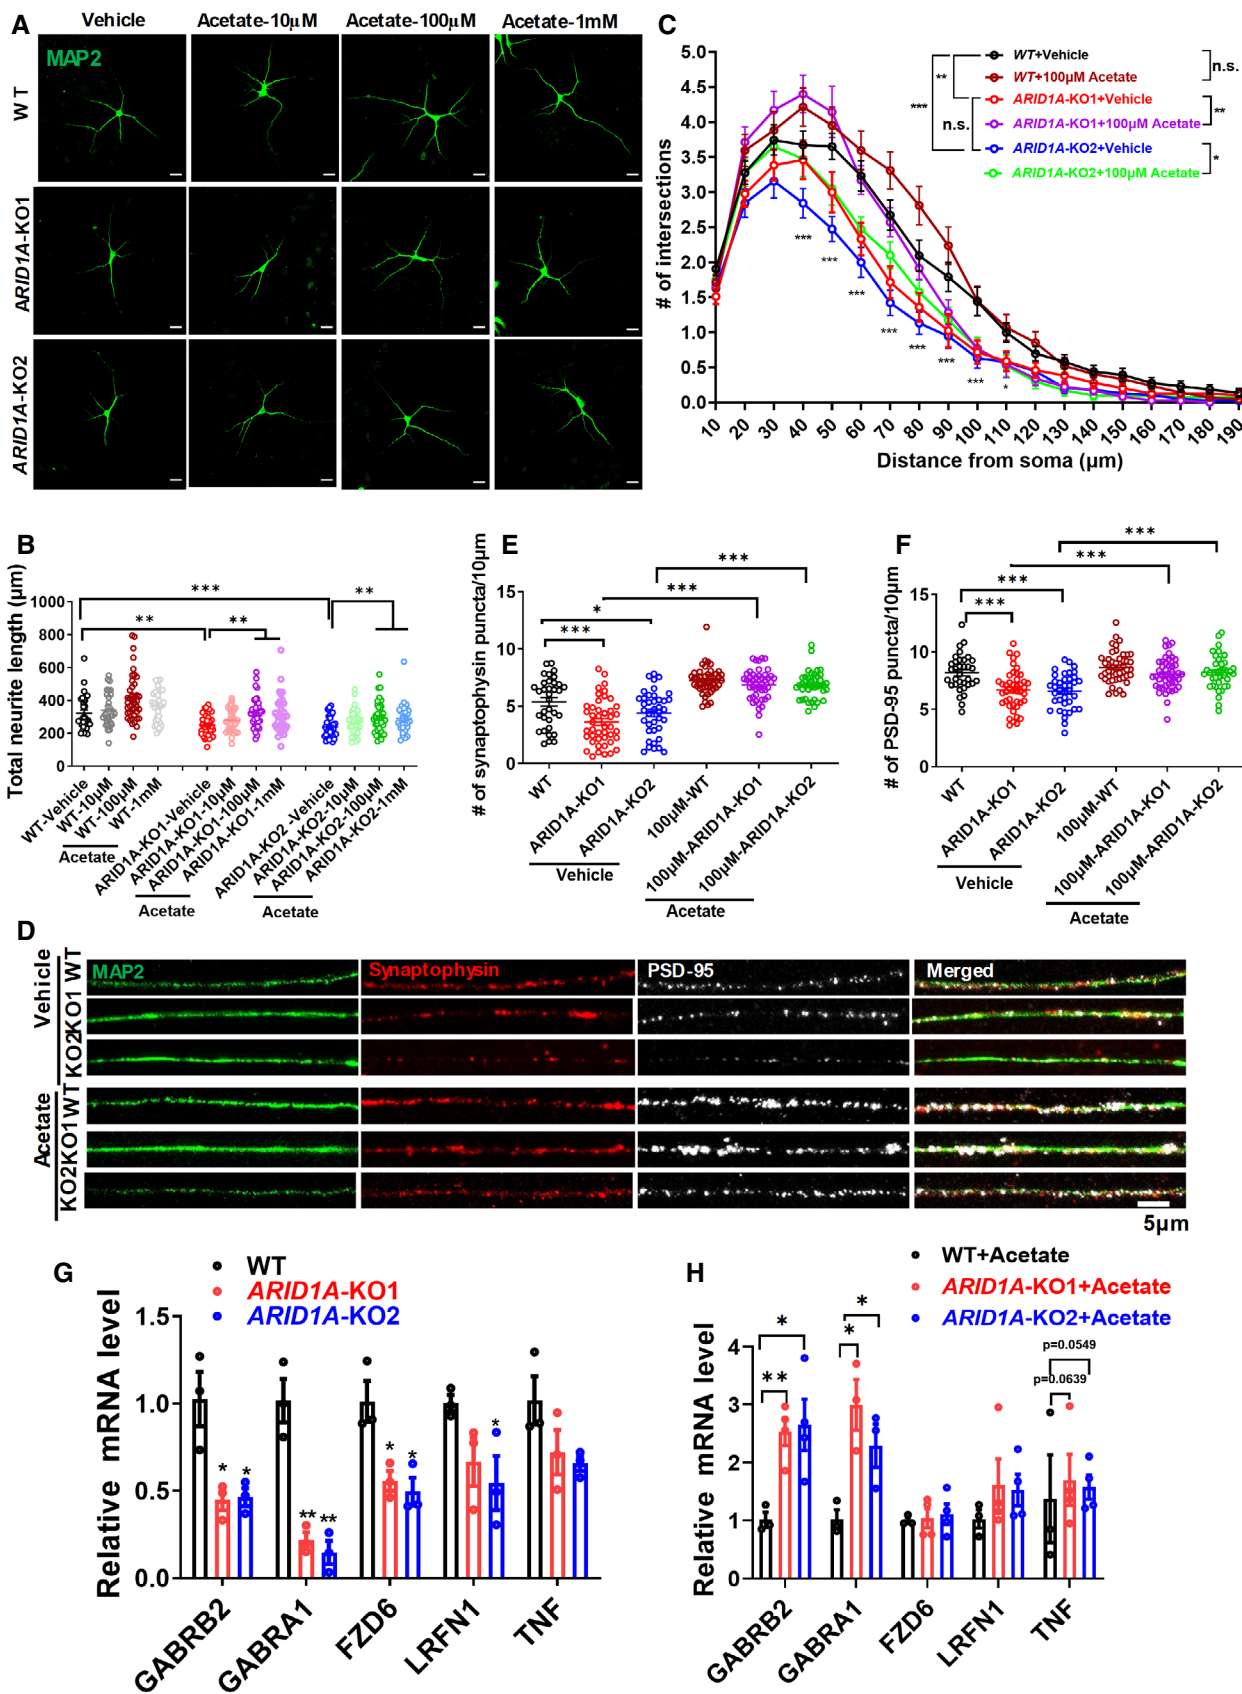 A
Vehicle
Acetate-10μM
Acetate-100μM
Acetate-1mM
MAP2
WT
ARID1A-KO1
ARID1A-KO2
C
# of intersections
5.0
4.5
4.0
3.5
3.0
2.5
2.0
1.5
1.0
0.5
0.0
10 20 30 40 50 60 70 80 90 100 110 120 130 140 150 160 170 180 190
Distance from soma (μm)
WT+Vehicle
WT+100μM Acetate
ARID1A-KO1+Vehicle
ARID1A-KO1+100μM Acetate
ARID1A-KO2+Vehicle
ARID1A-KO2+100μM Acetate
n.s.
**
*
***
**
n.s.
*** *** *** *** *** *** *** *
B
Total neurite length (μm)
1000
800
600
400
200
0
*** ** ** **
WT-Vehicle
WT-10μM
WT-100μM
WT-1mM
ARID1A-KO1-Vehicle
ARID1A-KO1-10μM
ARID1A-KO1-100μM
ARID1A-KO1-1mM
ARID1A-KO2-Vehicle
ARID1A-KO2-10μM
ARID1A-KO2-100μM
ARID1A-KO2-1mM
Acetate
Acetate
Acetate
E
# of synaptophysin puncta/10μm
15
10
5
0
***
***
*
***
WT
ARID1A-KO1
ARID1A-KO2
100μM-WT
100μM-ARID1A-KO1
100μM-ARID1A-KO2
Vehicle
Acetate
F
# of PSD-95 puncta/10μm
15
10
5
0
***
***
***
***
WT
ARID1A-KO1
ARID1A-KO2
100μM-WT
100μM-ARID1A-KO1
100μM-ARID1A-KO2
Vehicle
Acetate
D
MAP2
Synaptophysin
PSD-95
Merged
Vehicle
WT
KO1
KO2
Acetate
WT
KO1
KO2
5μm
G
WT
ARID1A-KO1
ARID1A-KO2
Relative mRNA level
1.5
1.0
0.5
0.0
* * ** ** * * *
GABRB2
GABRA1
FZD6
LRFN1
TNF
H
WT+Acetate
ARID1A-KO1+Acetate
ARID1A-KO2+Acetate
Relative mRNA level
4
3
2
1
0
*
**
*
*
p=0.0549
p=0.0639
GABRB2
GABRA1
FZD6
LRFN1
TNF